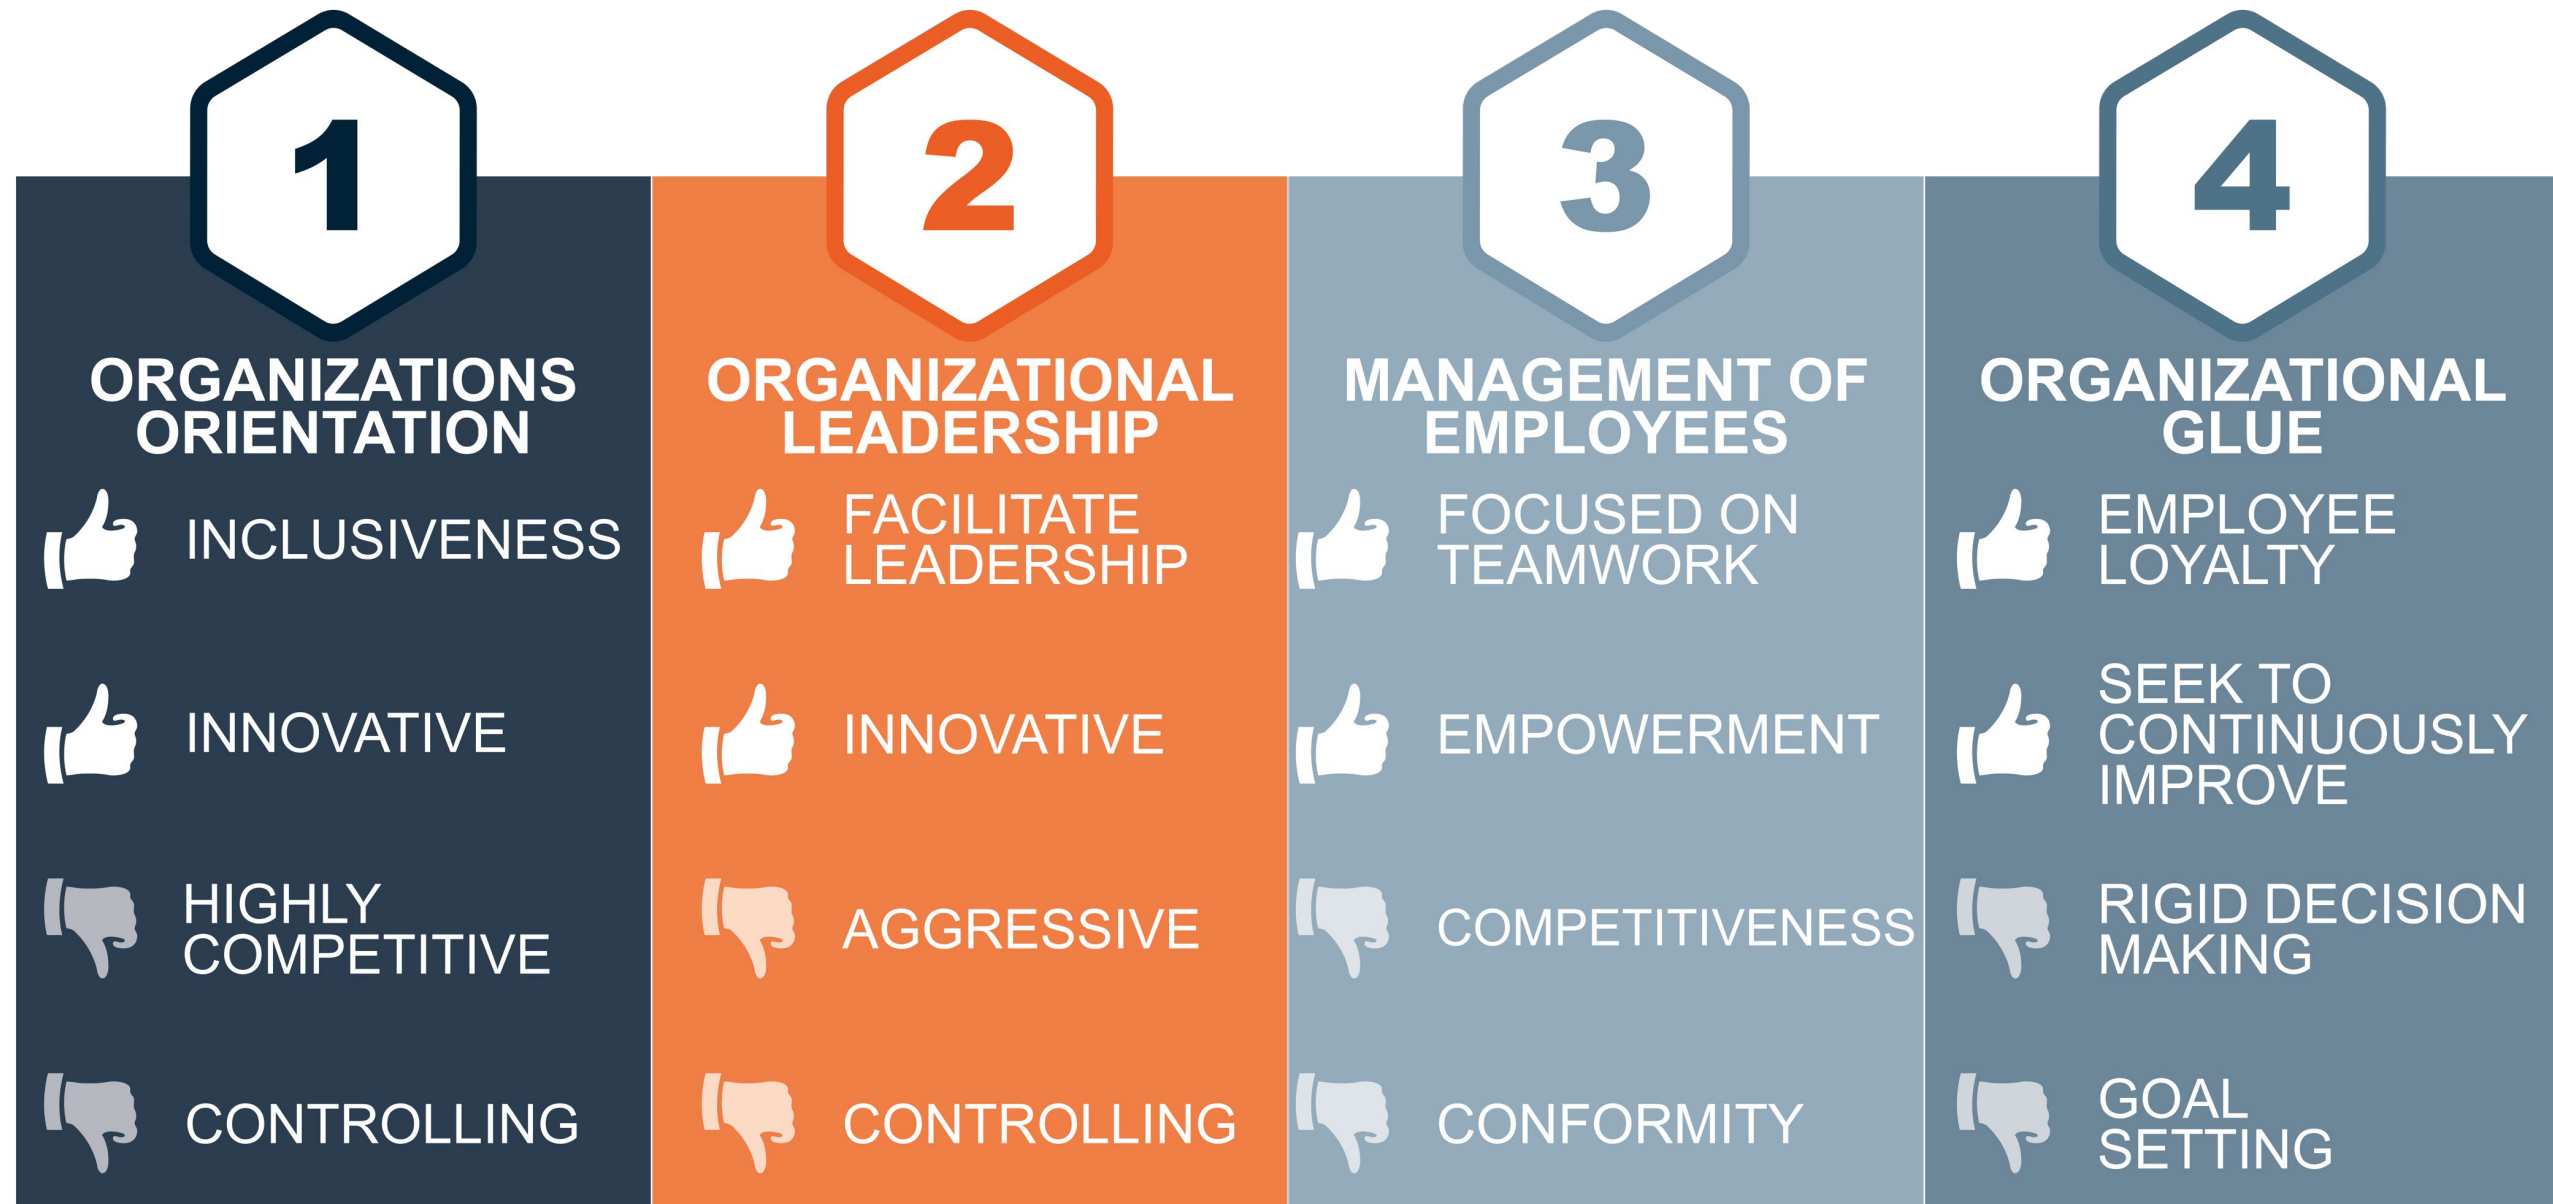 1
ORGANIZATIONS
ORIENTATION
INCLUSIVENESS
INNOVATIVE
HIGHLY
COMPETITIVE
CONTROLLING
2
ORGANIZATIONAL
LEADERSHIP
FACILITATE
LEADERSHIP
INNOVATIVE
AGGRESSIVE
CONTROLLING
3
MANAGEMENT OF
EMPLOYEES
FOCUSED ON
TEAMWORK
EMPOWERMENT
COMPETITIVENESS
CONFORMITY
4
ORGANIZATIONAL
GLUE
EMPLOYEE
LOYALTY
SEEK TO
CONTINUOUSLY
IMPROVE
RIGID DECISION
MAKING
GOAL
SETTING